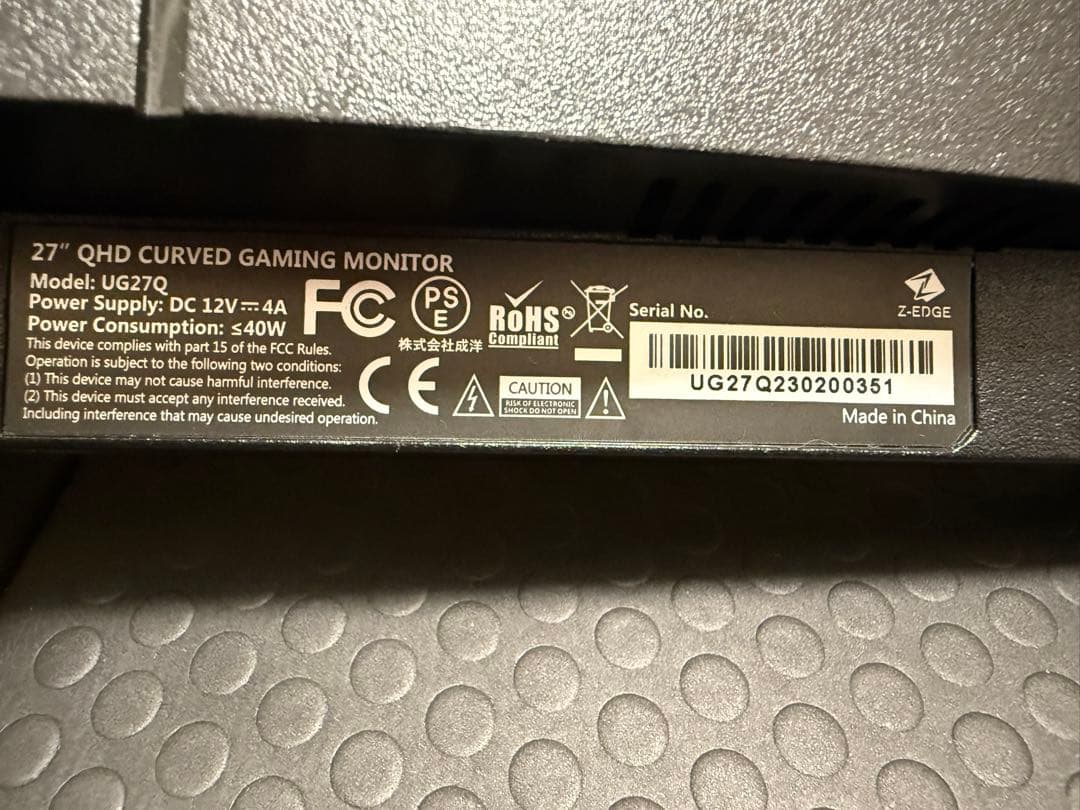 27" QHD CURVED GAMING MONITOR
Model: UG27Q
Power Supply: DC 12V⎓4A
Power Consumption: ≤40W
This device complies with part 15 of the FCC Rules.
Operation is subject to the following two conditions:
(1) This device may not cause harmful interference.
(2) This device must accept any interference received.
Including interference that may cause undesired operation.
FC
PS
E
株式会社成洋
CE
RoHS
Compliant
CAUTION
RISK OF ELECTRONIC
SHOCK DO NOT OPEN
Serial No.
UG27Q230200351
Z-EDGE
Made in China